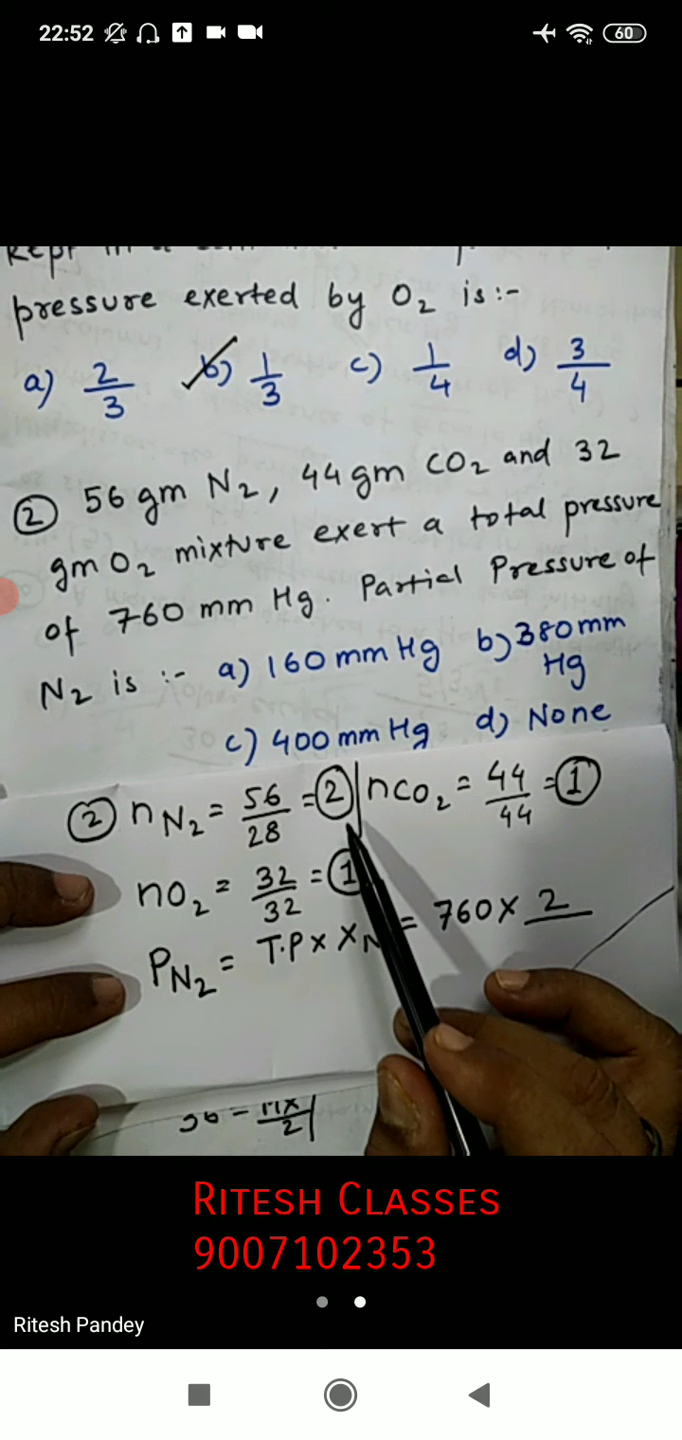 22:52
60
pressure exerted by O₂ is :-
a) 2/3 b) 1/3 c) 1/4 d) 3/4
② 56 gm N₂, 44 gm CO₂ and 32
gm O₂ mixture exert a total pressure
of 760 mm Hg. Partial Pressure of
N₂ is :- a) 160 mm Hg b) 380 mm
Hg
c) 400 mm Hg d) None
② nN₂ = 56/28 = ② | nCO₂ = 44/44 = ①
nO₂ = 32/32 = ①
PN₂ = T.P x XN = 760 x 2
RITESH CLASSES
9007102353
Ritesh Pandey